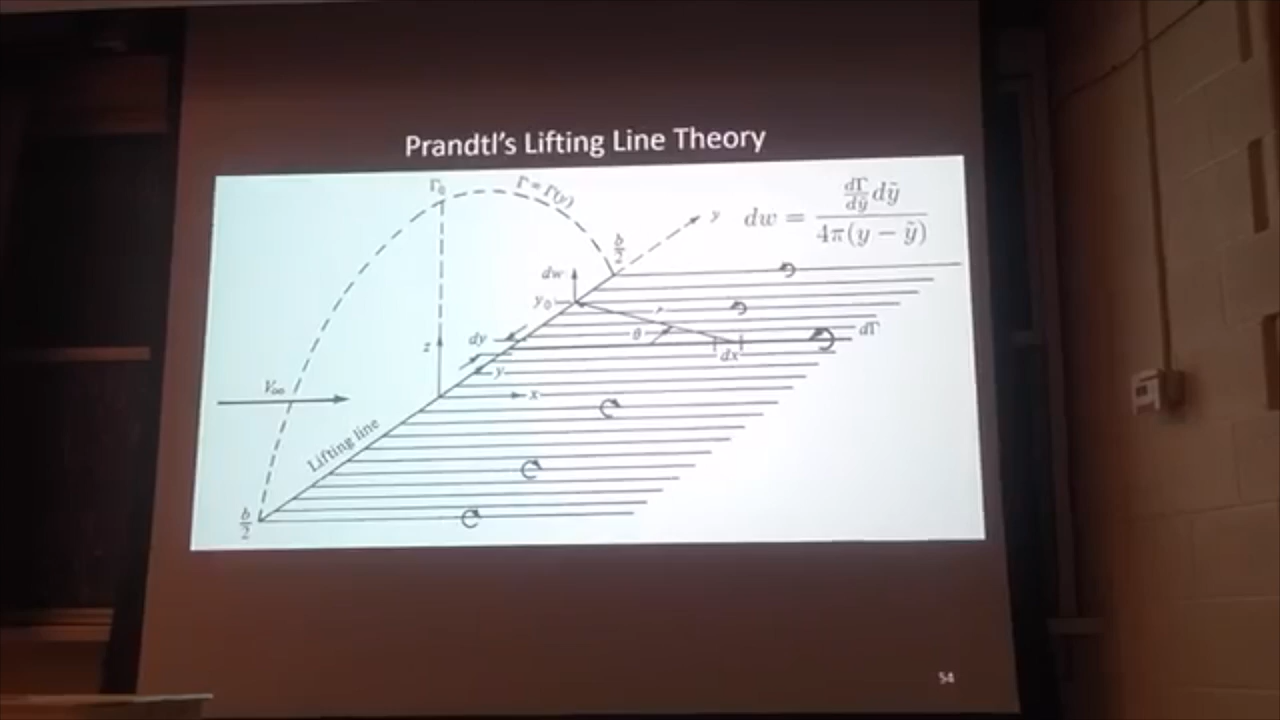 Prandtl's Lifting Line Theory
Γ₀
Γ = Γ(y)
y
b/2
dw = (dΓ/dỹ) dỹ / 4π(y − ỹ)
dw
y₀
r
θ
dΓ
dy
z
dx
y
x
V∞
Lifting line
b/2
54